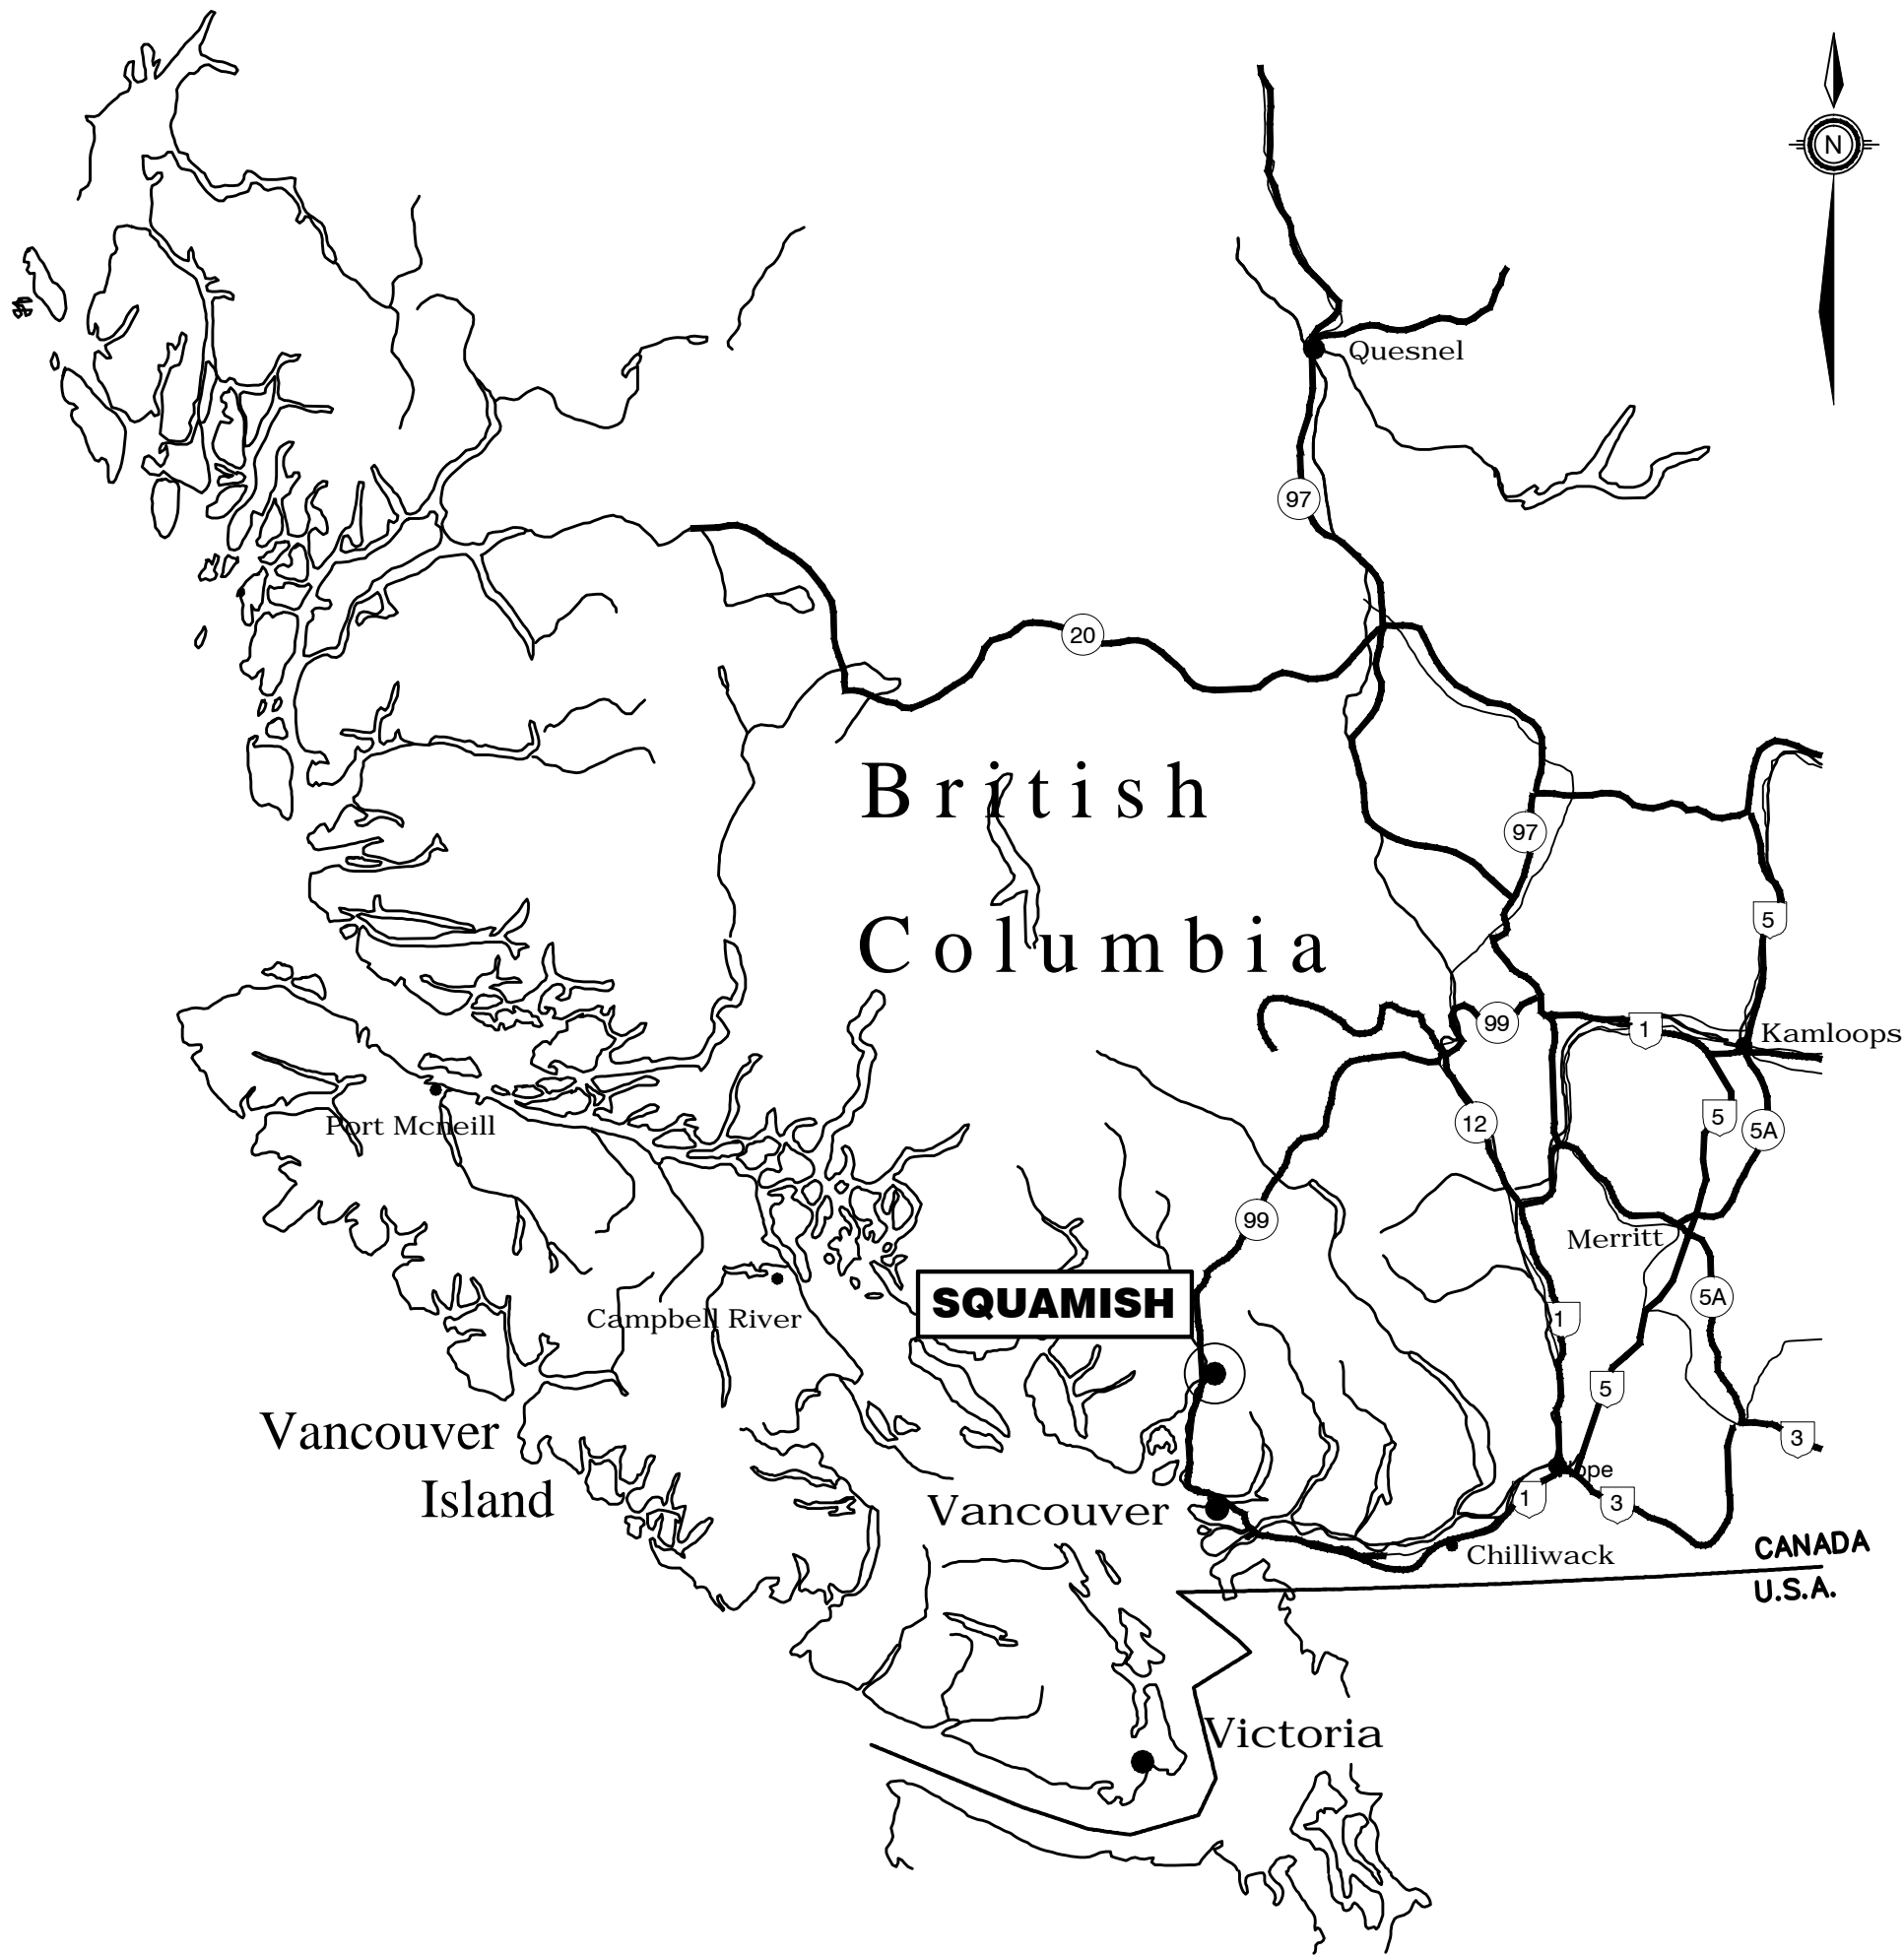 N
Quesnel
97
20
British
97
Columbia
5
99
1
Kamloops
5
12
5A
Port Mcneill
99
Merritt
5A
SQUAMISH
Campbell River
1
5
Vancouver
Island
3
Vancouver
1
3
Chilliwack
CANADA
U.S.A.
Victoria